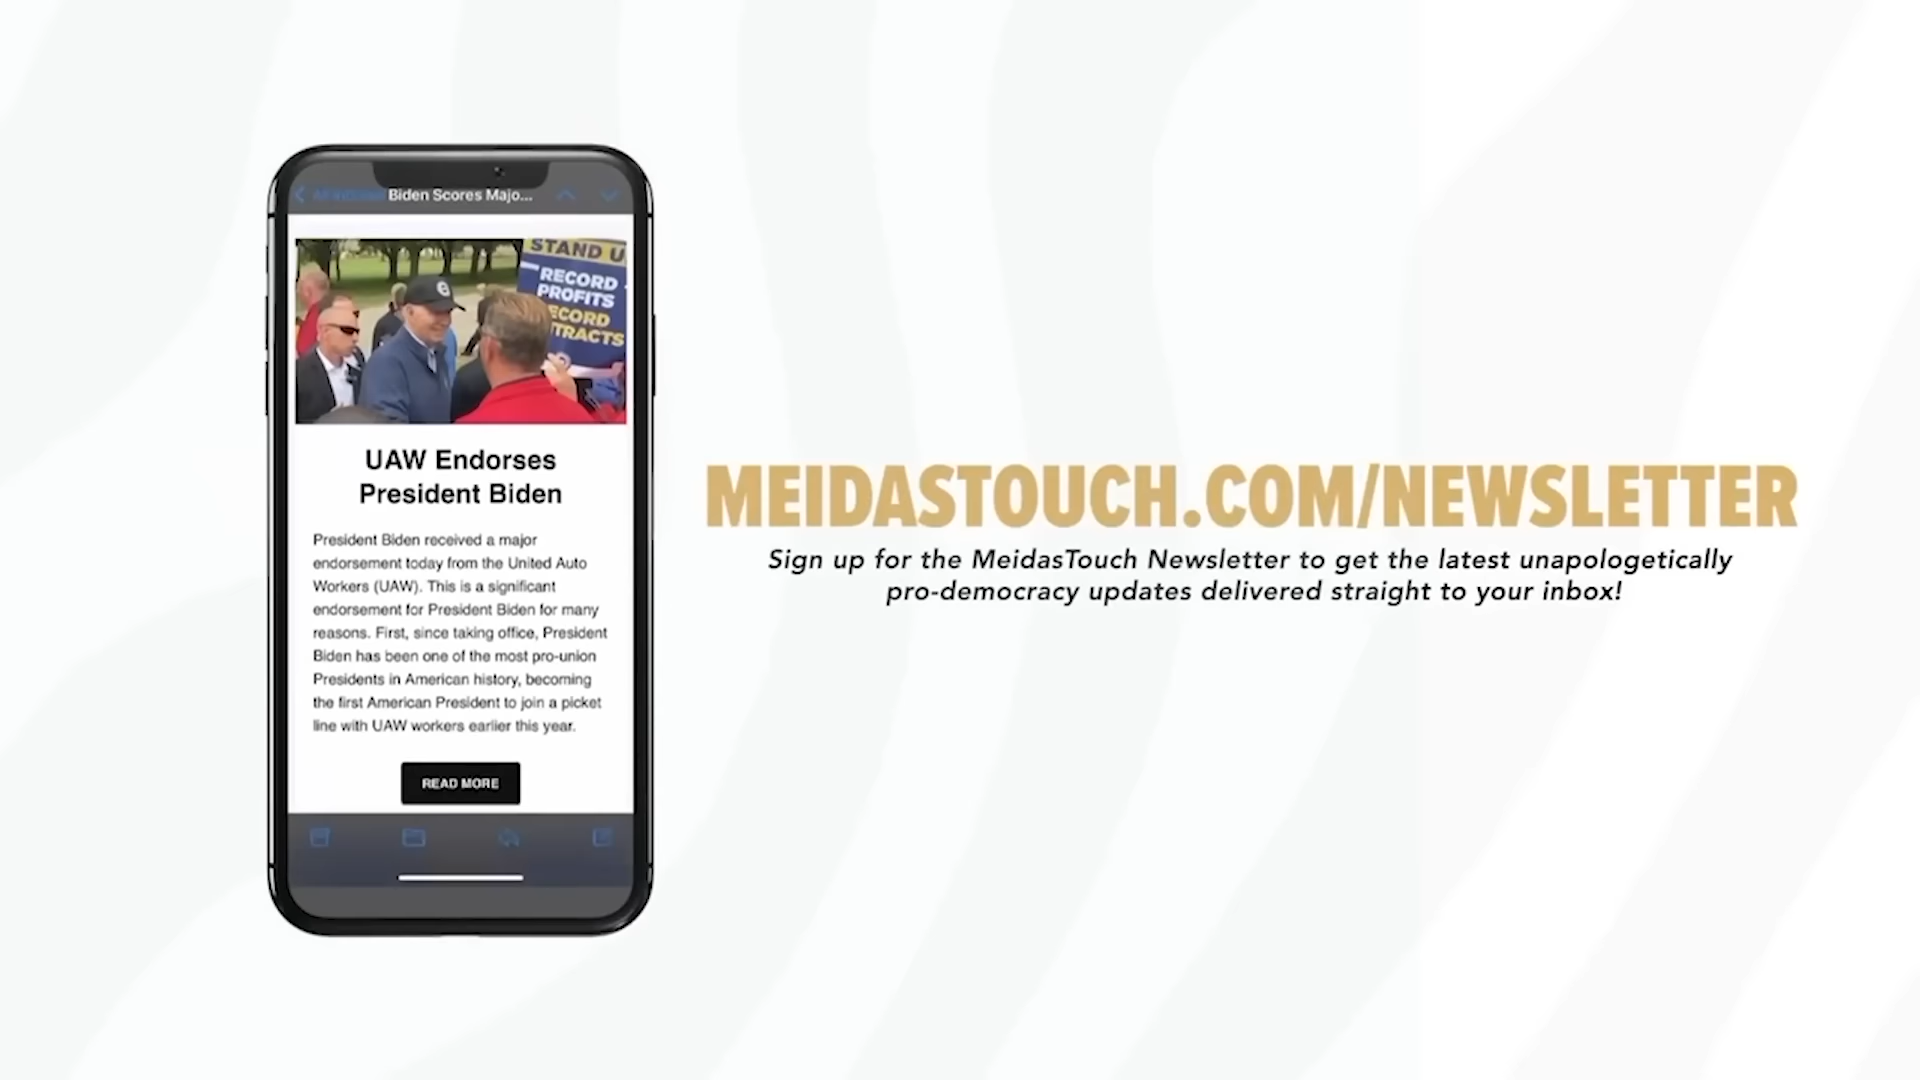 Biden Scores Majo...
STAND U
RECORD
PROFITS
ECORD
NTRACTS
UAW Endorses
President Biden
President Biden received a major
endorsement today from the United Auto
Workers (UAW). This is a significant
endorsement for President Biden for many
reasons. First, since taking office, President
Biden has been one of the most pro-union
Presidents in American history, becoming
the first American President to join a picket
line with UAW workers earlier this year.
READ MORE
MEIDASTOUCH.COM/NEWSLETTER
Sign up for the MeidasTouch Newsletter to get the latest unapologetically
pro-democracy updates delivered straight to your inbox!